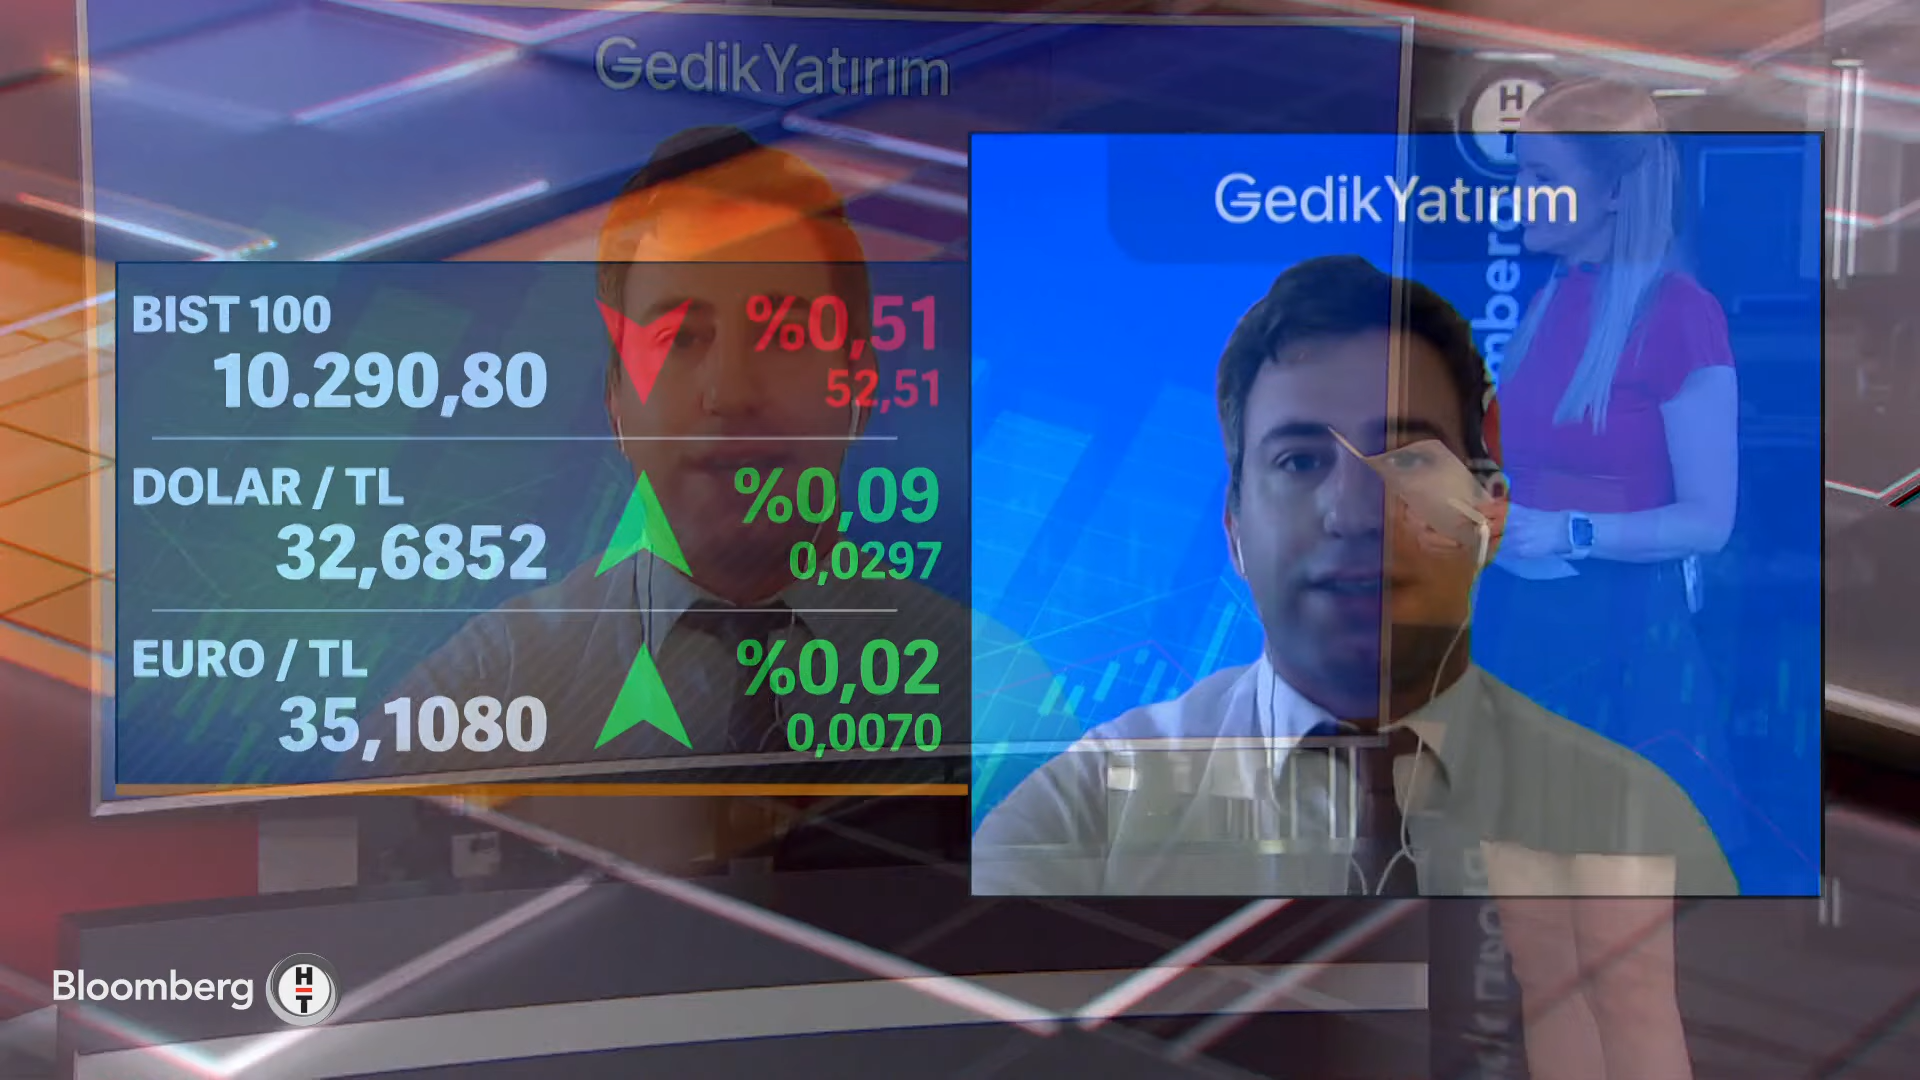 GedikYatırım
GedikYatırım
BIST 100
10.290,80
%0,51
52,51
DOLAR / TL
32,6852
%0,09
0,0297
EURO / TL
35,1080
%0,02
0,0070
Bloomberg
HT